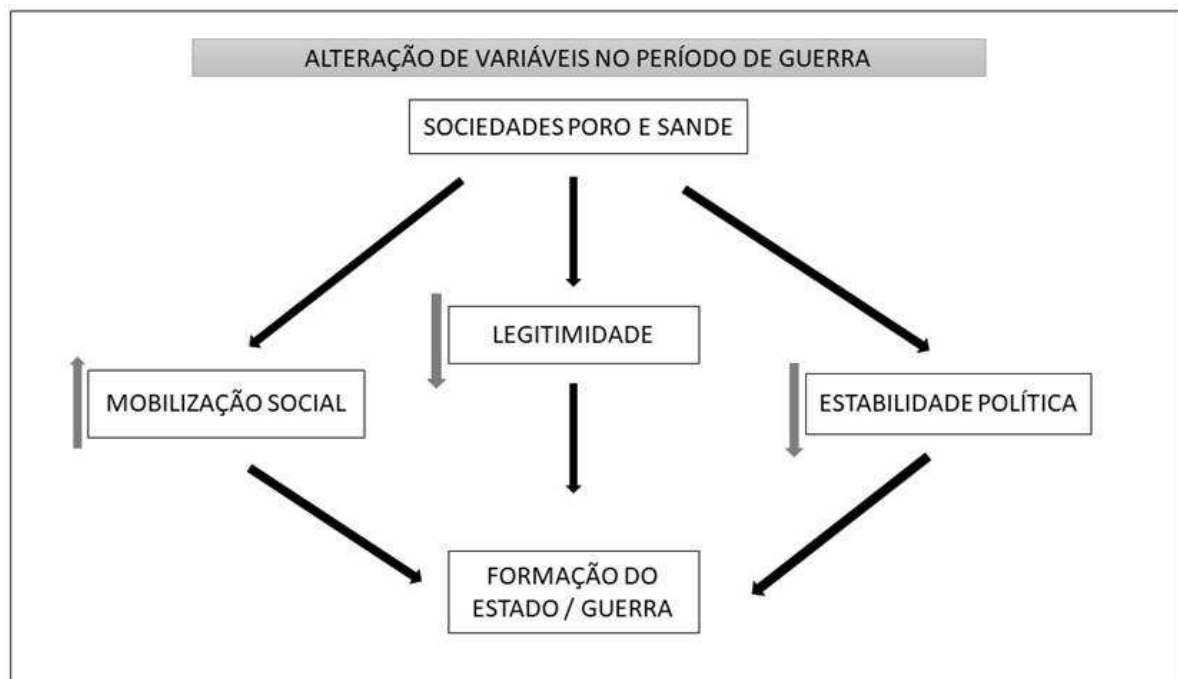 ALTERAÇÃO DE VARIÁVEIS NO PERÍODO DE GUERRA
SOCIEDADES PORO E SANDE
LEGITIMIDADE
MOBILIZAÇÃO SOCIAL
ESTABILIDADE POLÍTICA
FORMAÇÃO DO
ESTADO / GUERRA